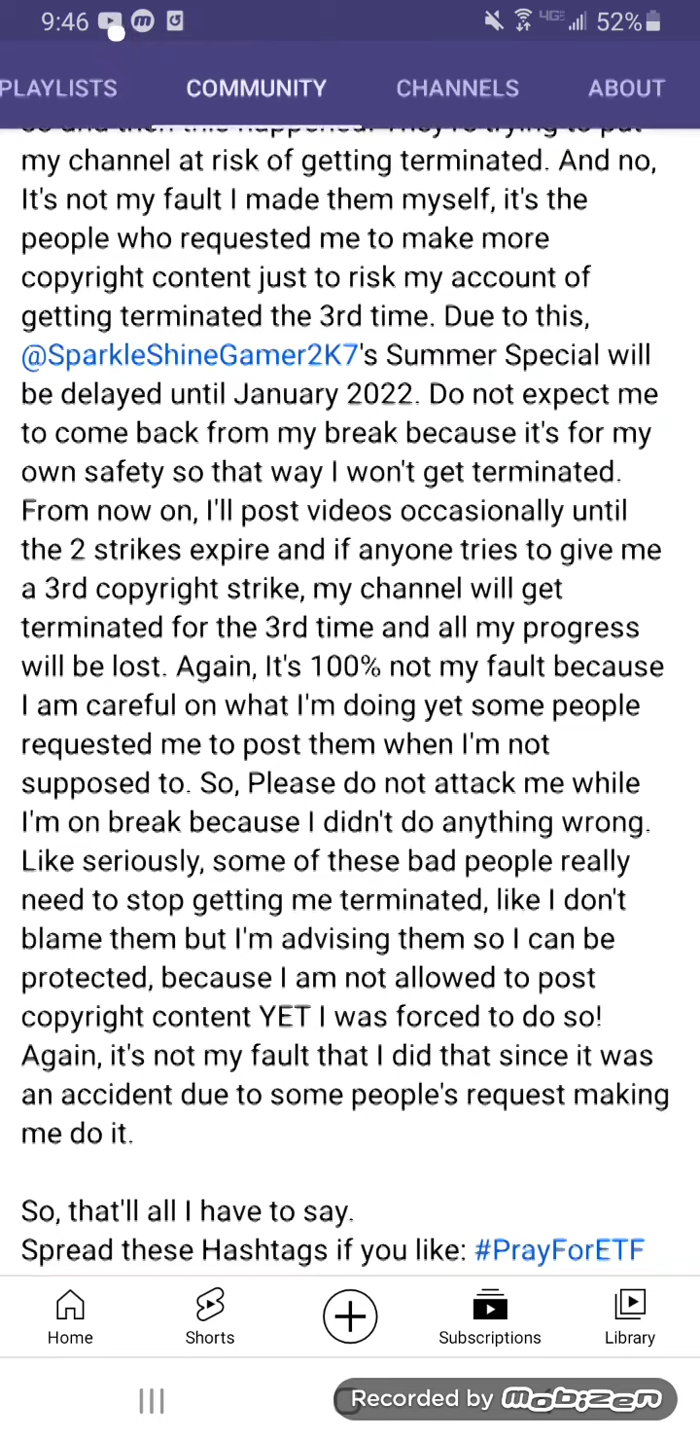 9:46
4GE 52%
PLAYLISTS COMMUNITY CHANNELS ABOUT
so and then this happened. They're trying to put
my channel at risk of getting terminated. And no,
It's not my fault I made them myself, it's the
people who requested me to make more
copyright content just to risk my account of
getting terminated the 3rd time. Due to this,
@SparkleShineGamer2K7's Summer Special will
be delayed until January 2022. Do not expect me
to come back from my break because it's for my
own safety so that way I won't get terminated.
From now on, I'll post videos occasionally until
the 2 strikes expire and if anyone tries to give me
a 3rd copyright strike, my channel will get
terminated for the 3rd time and all my progress
will be lost. Again, It's 100% not my fault because
I am careful on what I'm doing yet some people
requested me to post them when I'm not
supposed to. So, Please do not attack me while
I'm on break because I didn't do anything wrong.
Like seriously, some of these bad people really
need to stop getting me terminated, like I don't
blame them but I'm advising them so I can be
protected, because I am not allowed to post
copyright content YET I was forced to do so!
Again, it's not my fault that I did that since it was
an accident due to some people's request making
me do it.
So, that'll all I have to say.
Spread these Hashtags if you like: #PrayForETF
Home Shorts Subscriptions Library
Recorded by mobizen